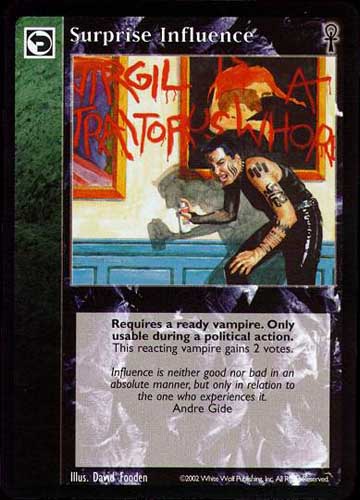 Surprise Influence
VIRGIL IS A
TRAITORUS WHORE
Requires a ready vampire. Only
usable during a political action.
This reacting vampire gains 2 votes.
Influence is neither good nor bad in an
absolute manner, but only in relation to
the one who experiences it.
Andre Gide
Illus. David Fooden
©2002 White Wolf Publishing, Inc. All Rights Reserved.